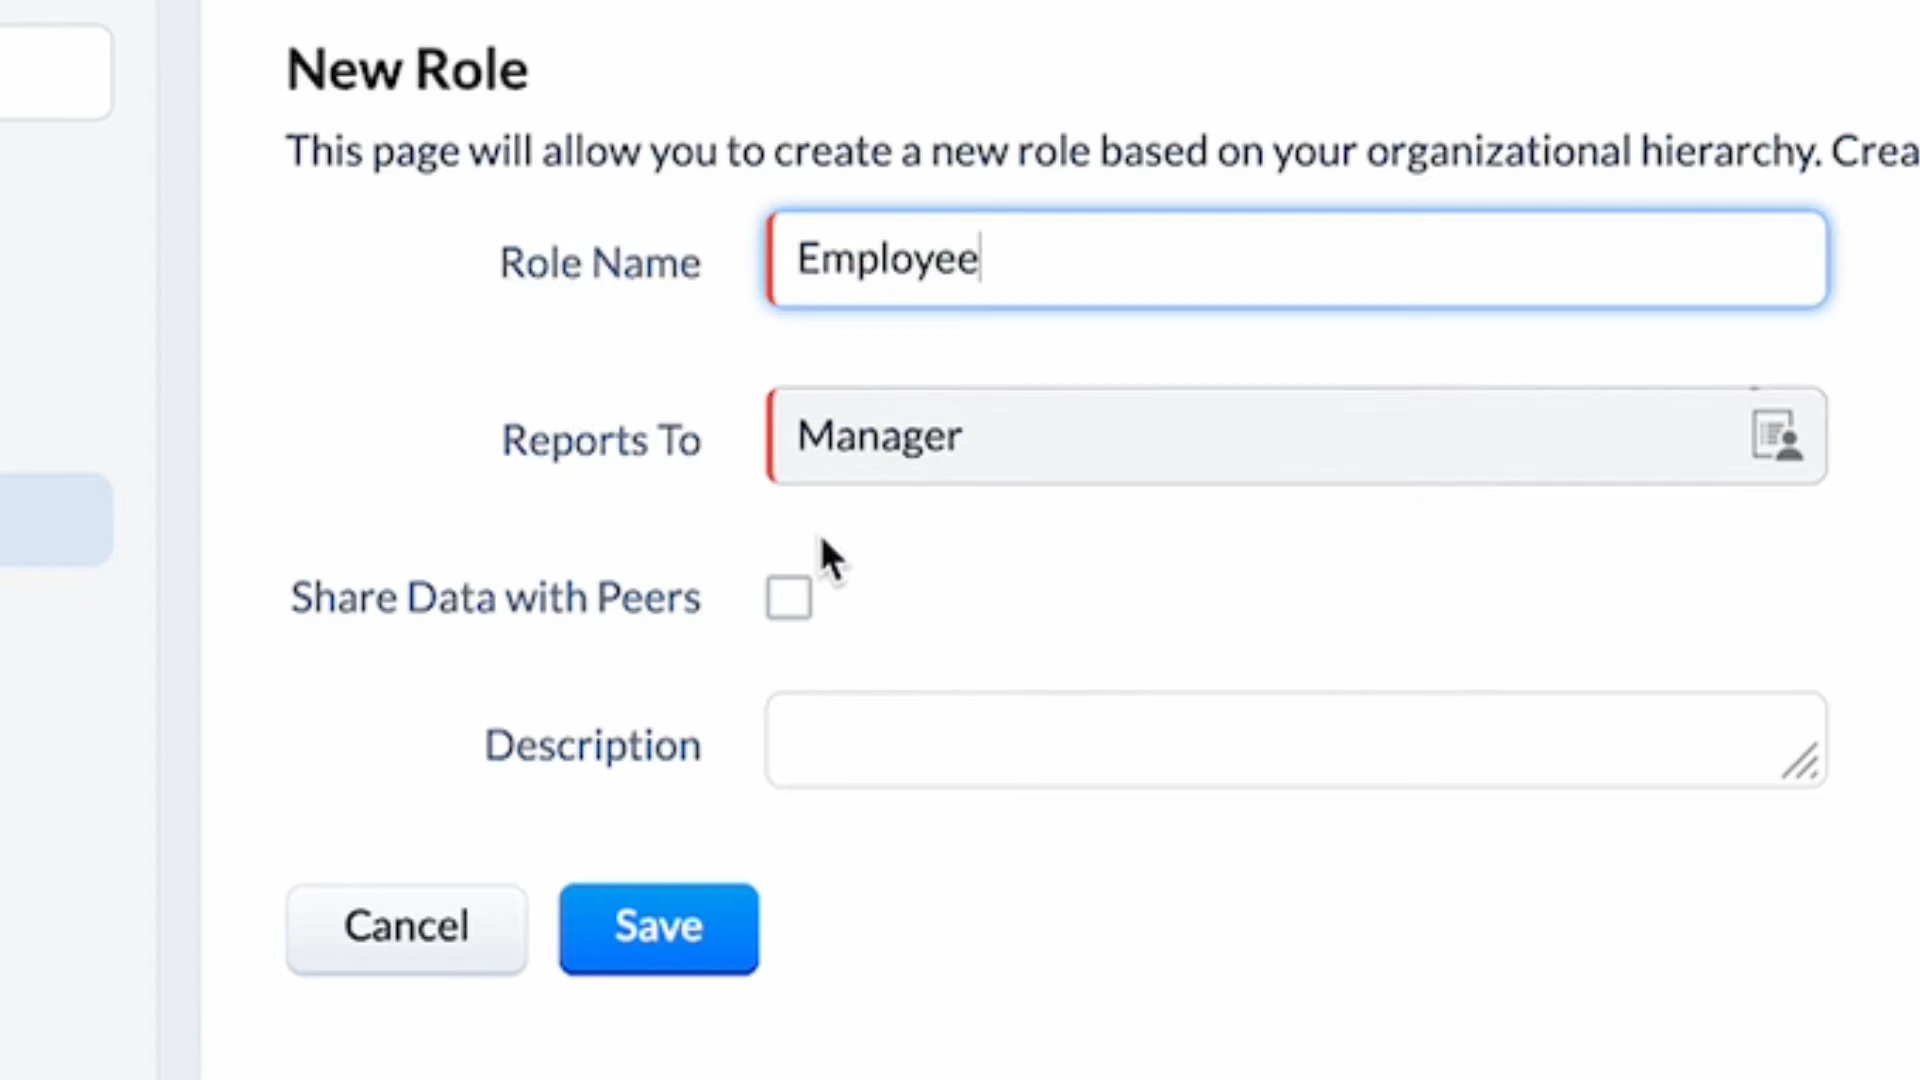 New Role
This page will allow you to create a new role based on your organizational hierarchy. Crea
Role Name
Employee
Reports To
Manager
Share Data with Peers
Description
Cancel
Save